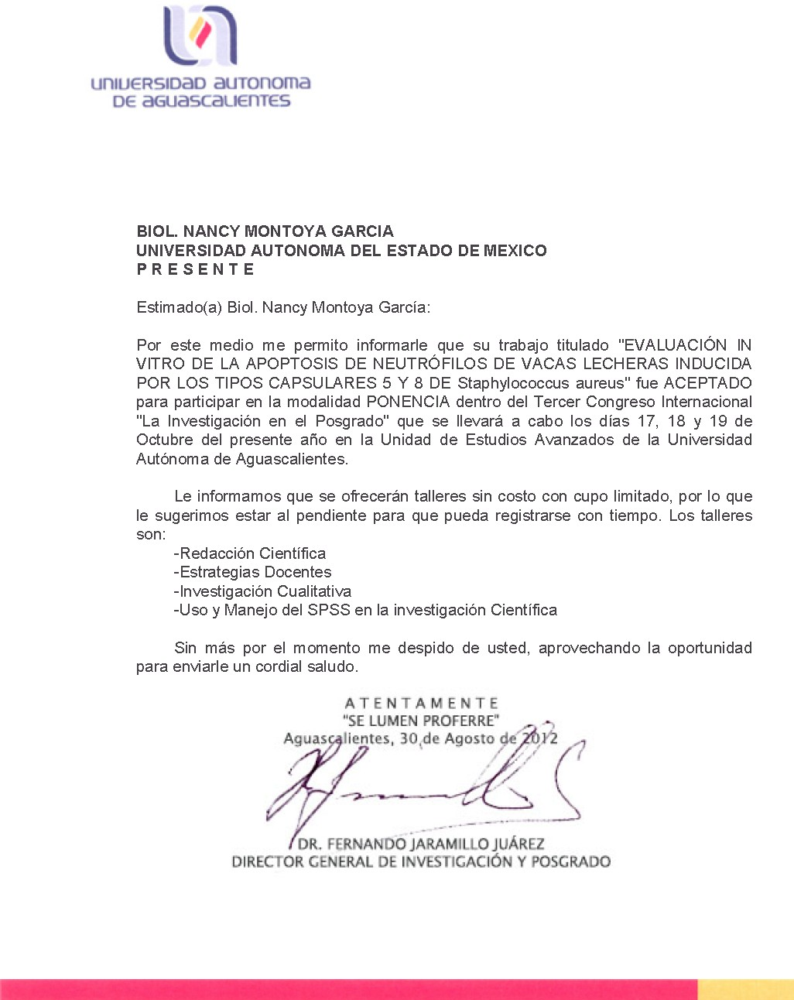 UNIVERSIDAD AUTONOMA
DE AGUASCALIENTES
BIOL. NANCY MONTOYA GARCIA
UNIVERSIDAD AUTONOMA DEL ESTADO DE MEXICO
P R E S E N T E
Estimado(a) Biol. Nancy Montoya García:
Por este medio me permito informarle que su trabajo titulado "EVALUACIÓN IN
VITRO DE LA APOPTOSIS DE NEUTRÓFILOS DE VACAS LECHERAS INDUCIDA
POR LOS TIPOS CAPSULARES 5 Y 8 DE Staphylococcus aureus" fue ACEPTADO
para participar en la modalidad PONENCIA dentro del Tercer Congreso Internacional
"La Investigación en el Posgrado" que se llevará a cabo los días 17, 18 y 19 de
Octubre del presente año en la Unidad de Estudios Avanzados de la Universidad
Autónoma de Aguascalientes.
Le informamos que se ofrecerán talleres sin costo con cupo limitado, por lo que
le sugerimos estar al pendiente para que pueda registrarse con tiempo. Los talleres
son:
-Redacción Científica
-Estrategias Docentes
-Investigación Cualitativa
-Uso y Manejo del SPSS en la investigación Científica
Sin más por el momento me despido de usted, aprovechando la oportunidad
para enviarle un cordial saludo.
A T E N T A M E N T E
"SE LUMEN PROFERRE"
Aguascalientes, 30 de Agosto de 2012
DR. FERNANDO JARAMILLO JUÁREZ
DIRECTOR GENERAL DE INVESTIGACIÓN Y POSGRADO